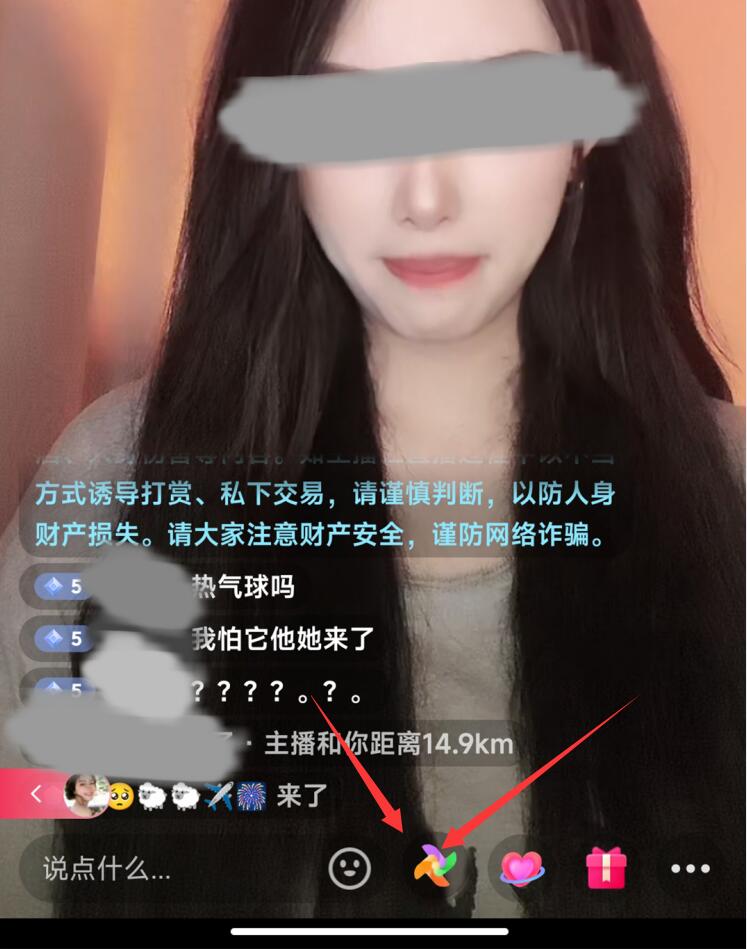 方式诱导打赏、私下交易，请谨慎判断，以防人身
财产损失。请大家注意财产安全，谨防网络诈骗。
5 热气球吗
5 我怕它他她来了
5 ？？？？。？。
· 主播和你距离14.9km
🥺🐑🐑✈️🎆 来了
说点什么...